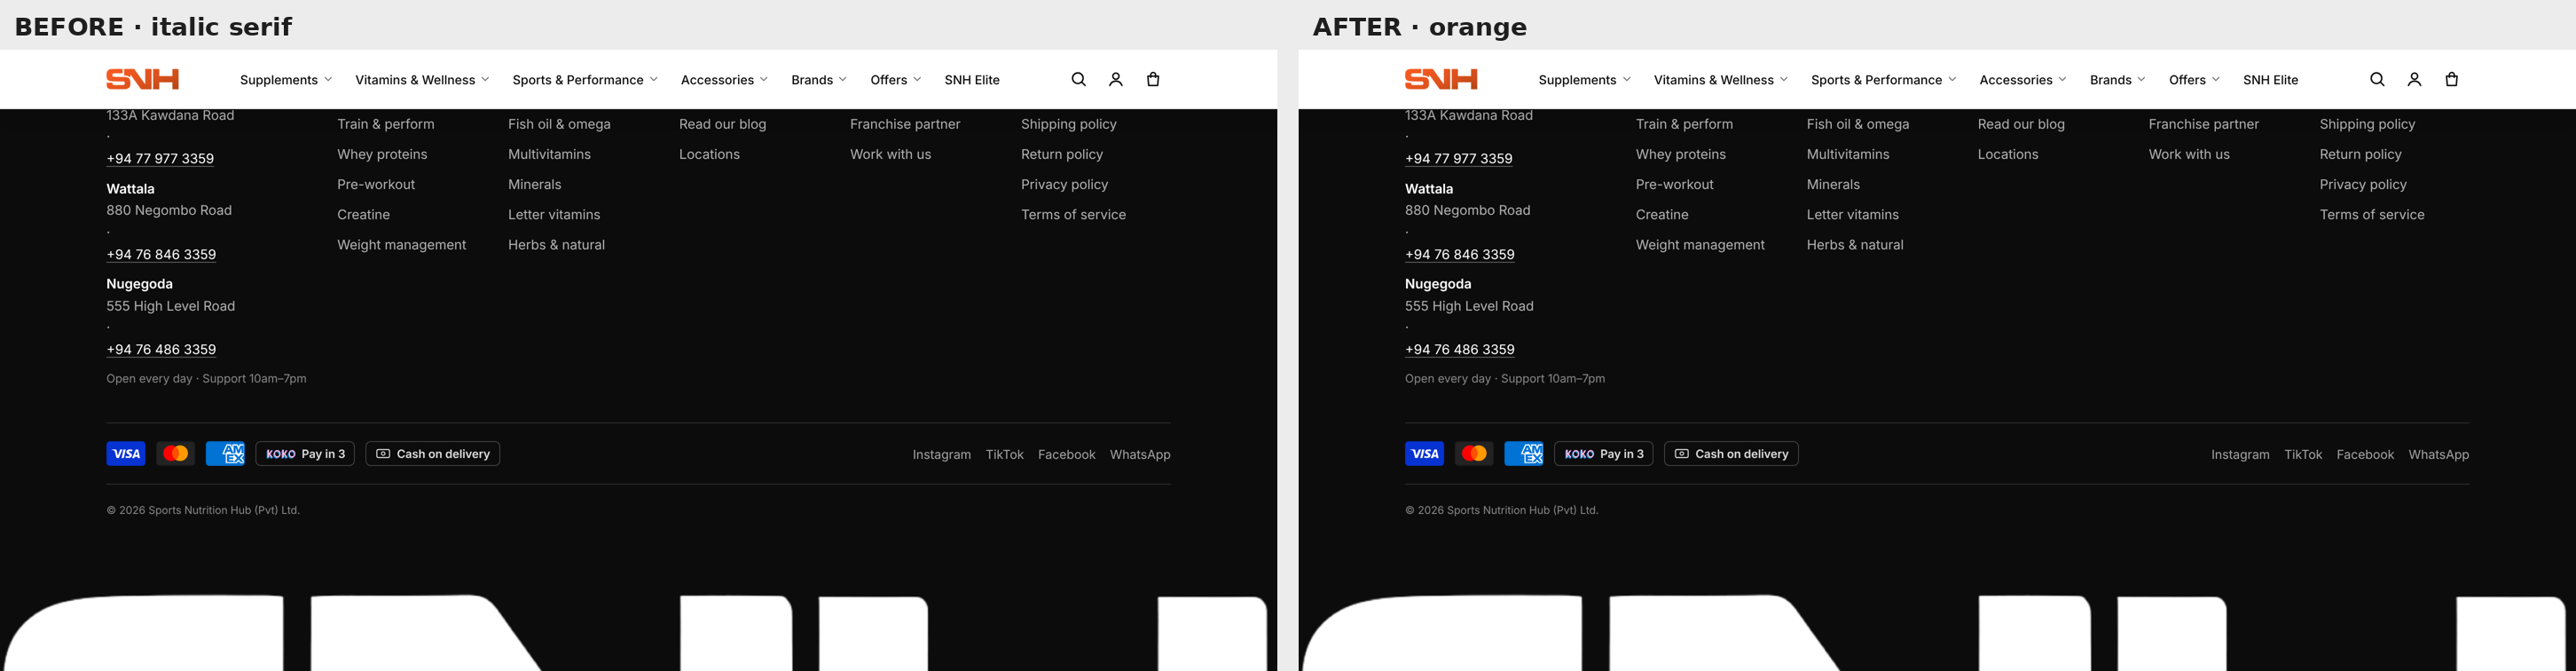 BEFORE · italic serif
SNH Supplements Vitamins & Wellness Sports & Performance Accessories Brands Offers SNH Elite
133A Kawdana Road
·
+94 77 977 3359
Wattala
880 Negombo Road
·
+94 76 846 3359
Nugegoda
555 High Level Road
·
+94 76 486 3359
Open every day · Support 10am–7pm
Train & perform
Whey proteins
Pre-workout
Creatine
Weight management
Fish oil & omega
Multivitamins
Minerals
Letter vitamins
Herbs & natural
Read our blog
Locations
Franchise partner
Work with us
Shipping policy
Return policy
Privacy policy
Terms of service
VISA AMEX KOKO Pay in 3 Cash on delivery
Instagram TikTok Facebook WhatsApp
© 2026 Sports Nutrition Hub (Pvt) Ltd.
SNH
AFTER · orange
SNH Supplements Vitamins & Wellness Sports & Performance Accessories Brands Offers SNH Elite
133A Kawdana Road
·
+94 77 977 3359
Wattala
880 Negombo Road
·
+94 76 846 3359
Nugegoda
555 High Level Road
·
+94 76 486 3359
Open every day · Support 10am–7pm
Train & perform
Whey proteins
Pre-workout
Creatine
Weight management
Fish oil & omega
Multivitamins
Minerals
Letter vitamins
Herbs & natural
Read our blog
Locations
Franchise partner
Work with us
Shipping policy
Return policy
Privacy policy
Terms of service
VISA AMEX KOKO Pay in 3 Cash on delivery
Instagram TikTok Facebook WhatsApp
© 2026 Sports Nutrition Hub (Pvt) Ltd.
SNH